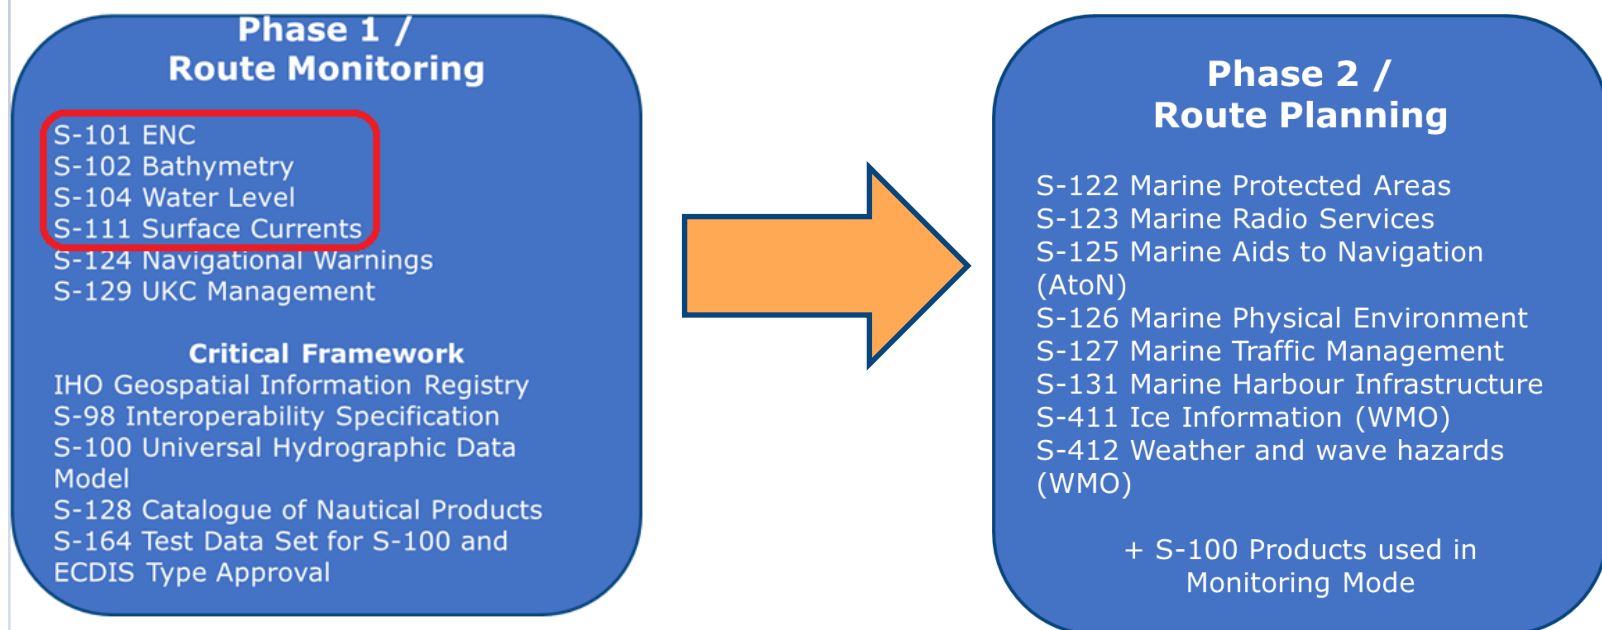 Phase 1 /
Route Monitoring
S-101 ENC
S-102 Bathymetry
S-104 Water Level
S-111 Surface Currents
S-124 Navigational Warnings
S-129 UKC Management
Critical Framework
IHO Geospatial Information Registry
S-98 Interoperability Specification
S-100 Universal Hydrographic Data
Model
S-128 Catalogue of Nautical Products
S-164 Test Data Set for S-100 and
ECDIS Type Approval
Phase 2 /
Route Planning
S-122 Marine Protected Areas
S-123 Marine Radio Services
S-125 Marine Aids to Navigation
(AtoN)
S-126 Marine Physical Environment
S-127 Marine Traffic Management
S-131 Marine Harbour Infrastructure
S-411 Ice Information (WMO)
S-412 Weather and wave hazards
(WMO)
+ S-100 Products used in
Monitoring Mode